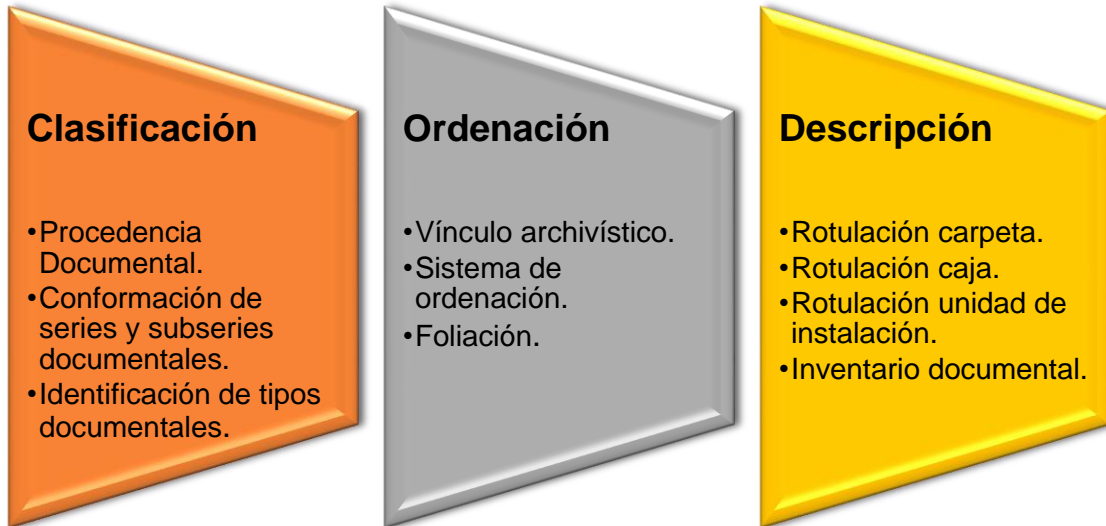 Clasificación
•Procedencia
Documental.
•Conformación de
series y subseries
documentales.
•Identificación de tipos
documentales.
Ordenación
•Vínculo archivístico.
•Sistema de
ordenación.
•Foliación.
Descripción
•Rotulación carpeta.
•Rotulación caja.
•Rotulación unidad de
instalación.
•Inventario documental.